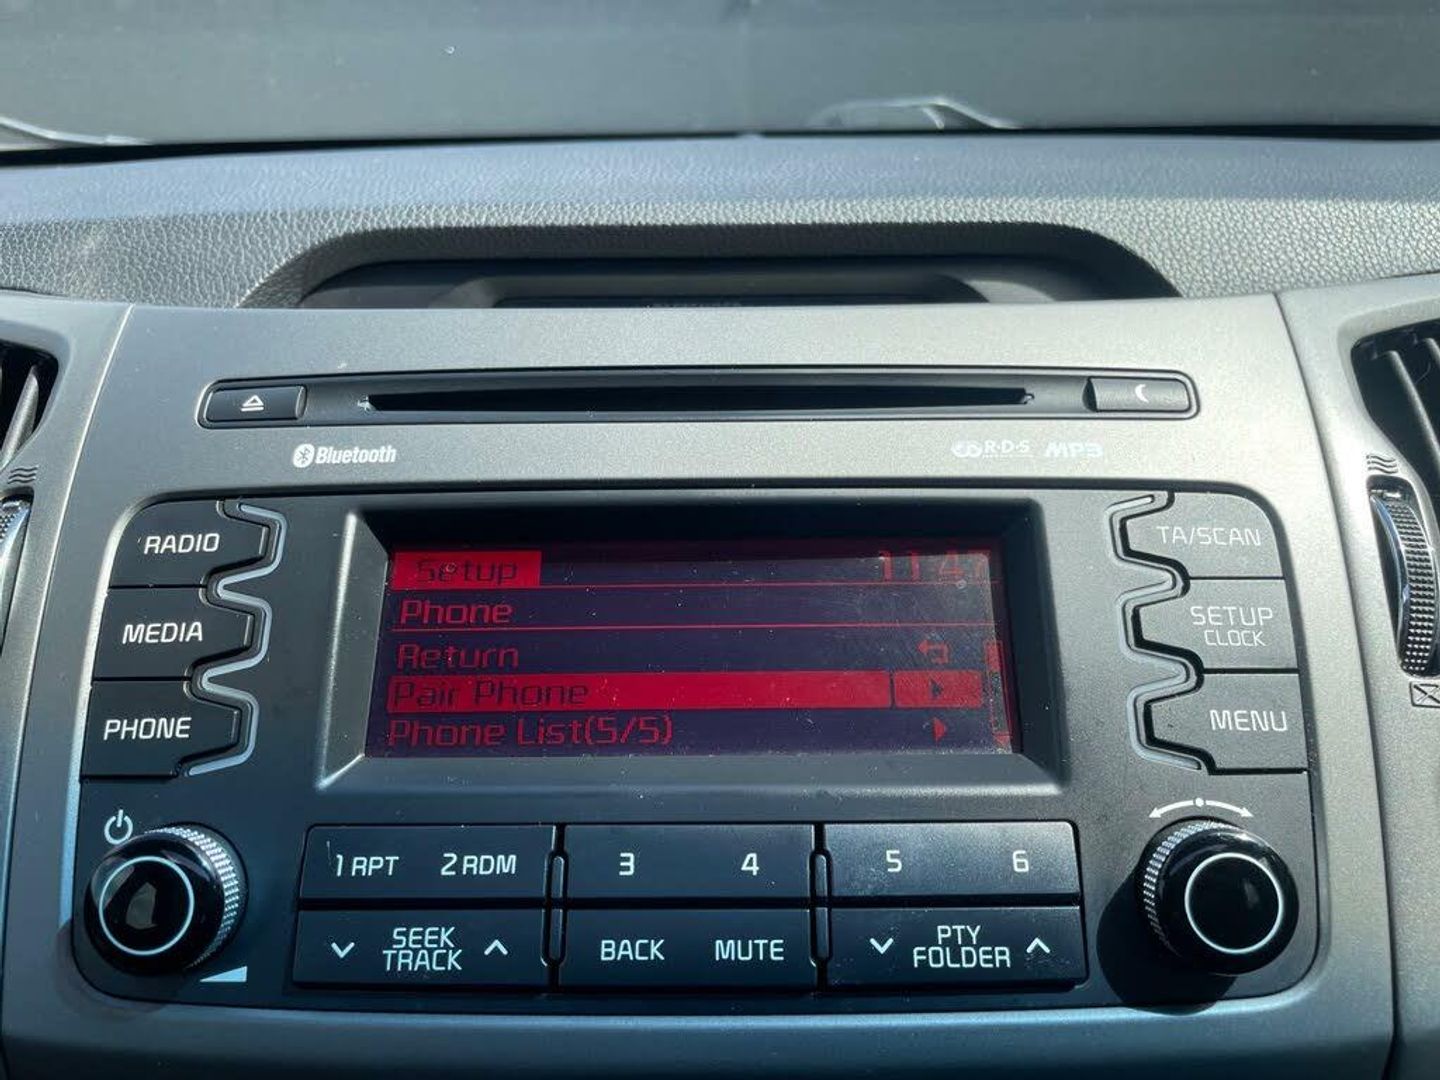 Bluetooth
R·D·S MP3
RADIO
MEDIA
PHONE
Setup
Phone
Return
Pair Phone
Phone List(5/5)
TA/SCAN
SETUP
CLOCK
MENU
1 RPT 2 RDM 3 4 5 6
SEEK
TRACK
BACK MUTE
PTY
FOLDER